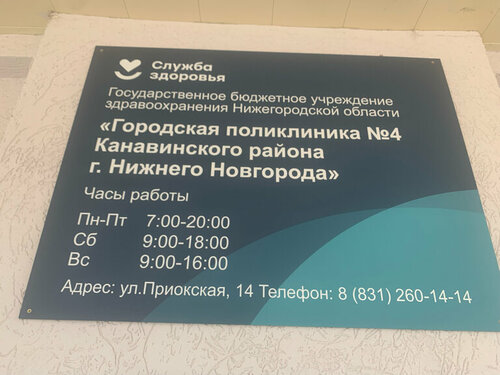 Служба
здоровья
Государственное бюджетное учреждение
здравоохранения Нижегородской области
«Городская поликлиника №4
Канавинского района
г. Нижнего Новгорода»
Часы работы
Пн-Пт 7:00-20:00
Сб 9:00-18:00
Вс 9:00-16:00
Адрес: ул.Приокская, 14 Телефон: 8 (831) 260-14-14